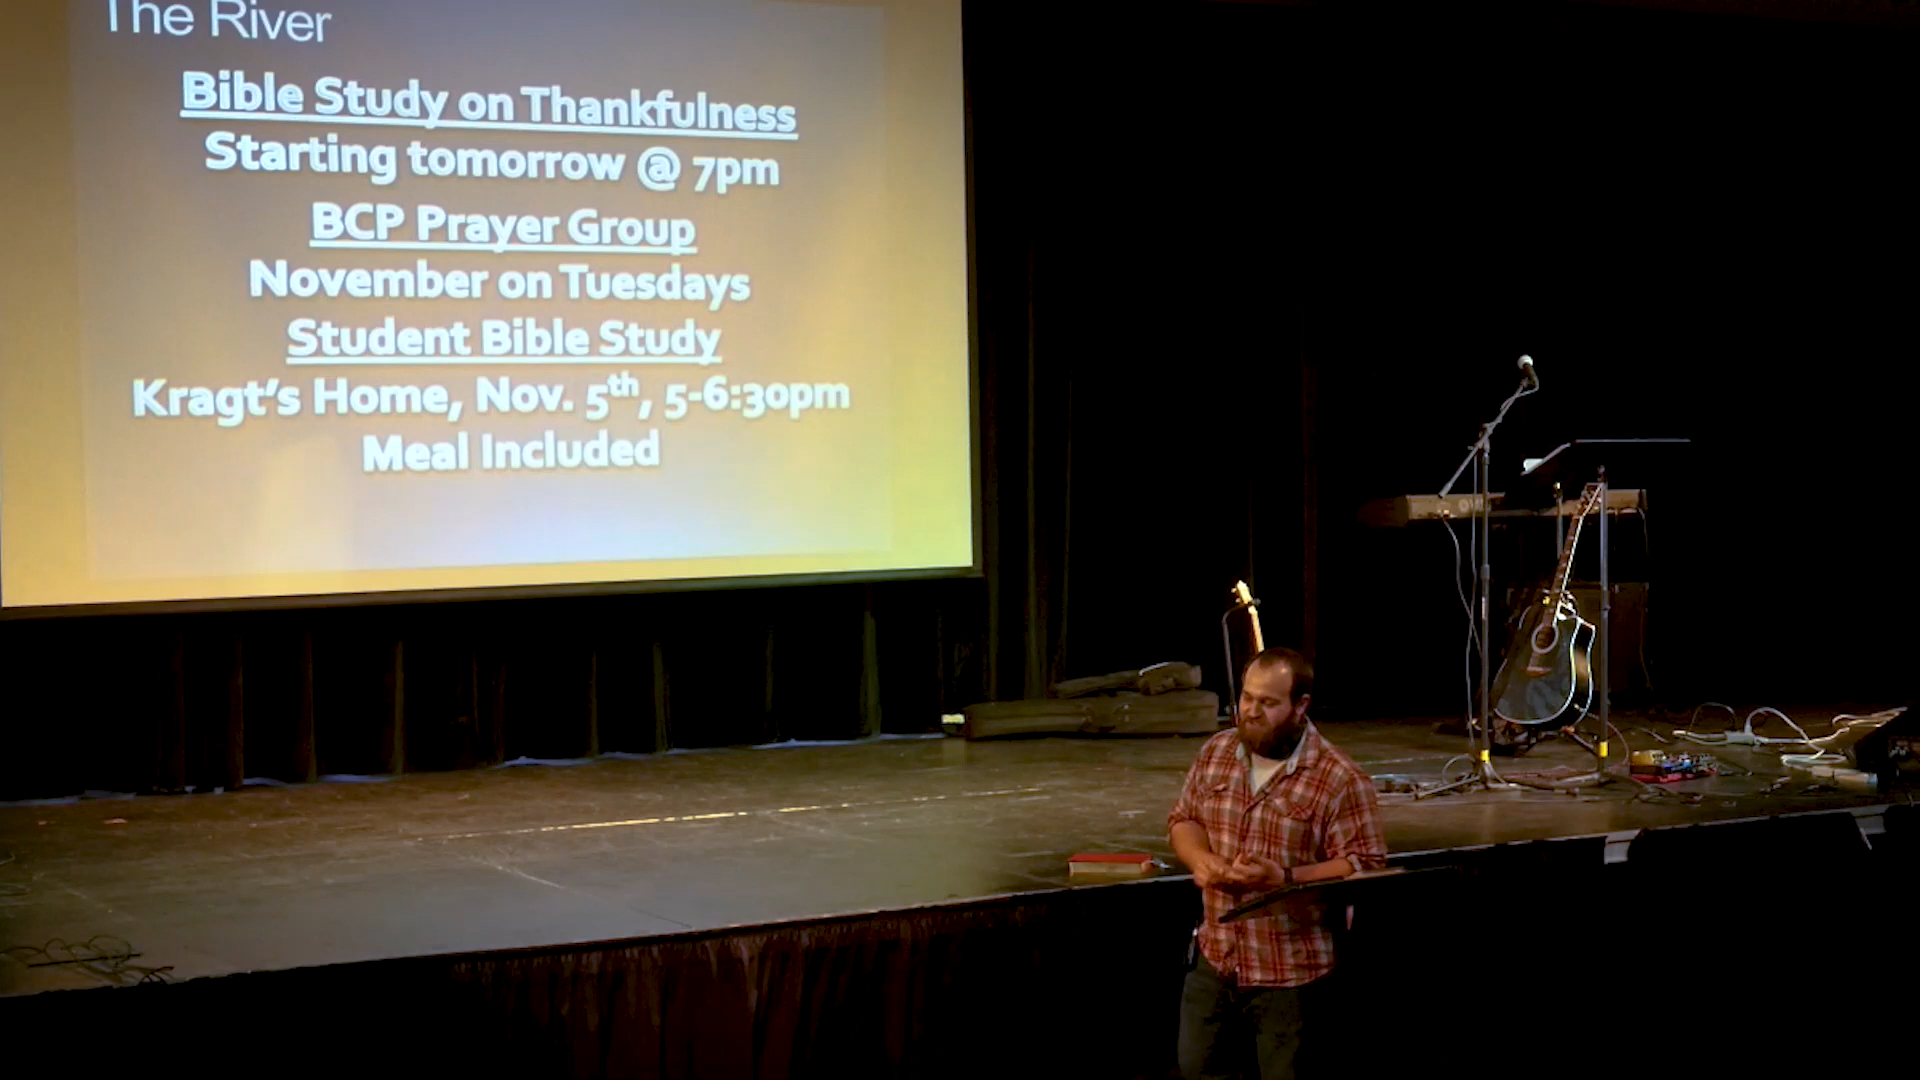 The River
Bible Study on Thankfulness
Starting tomorrow @ 7pm
BCP Prayer Group
November on Tuesdays
Student Bible Study
Kragt's Home, Nov. 5th, 5-6:30pm
Meal Included